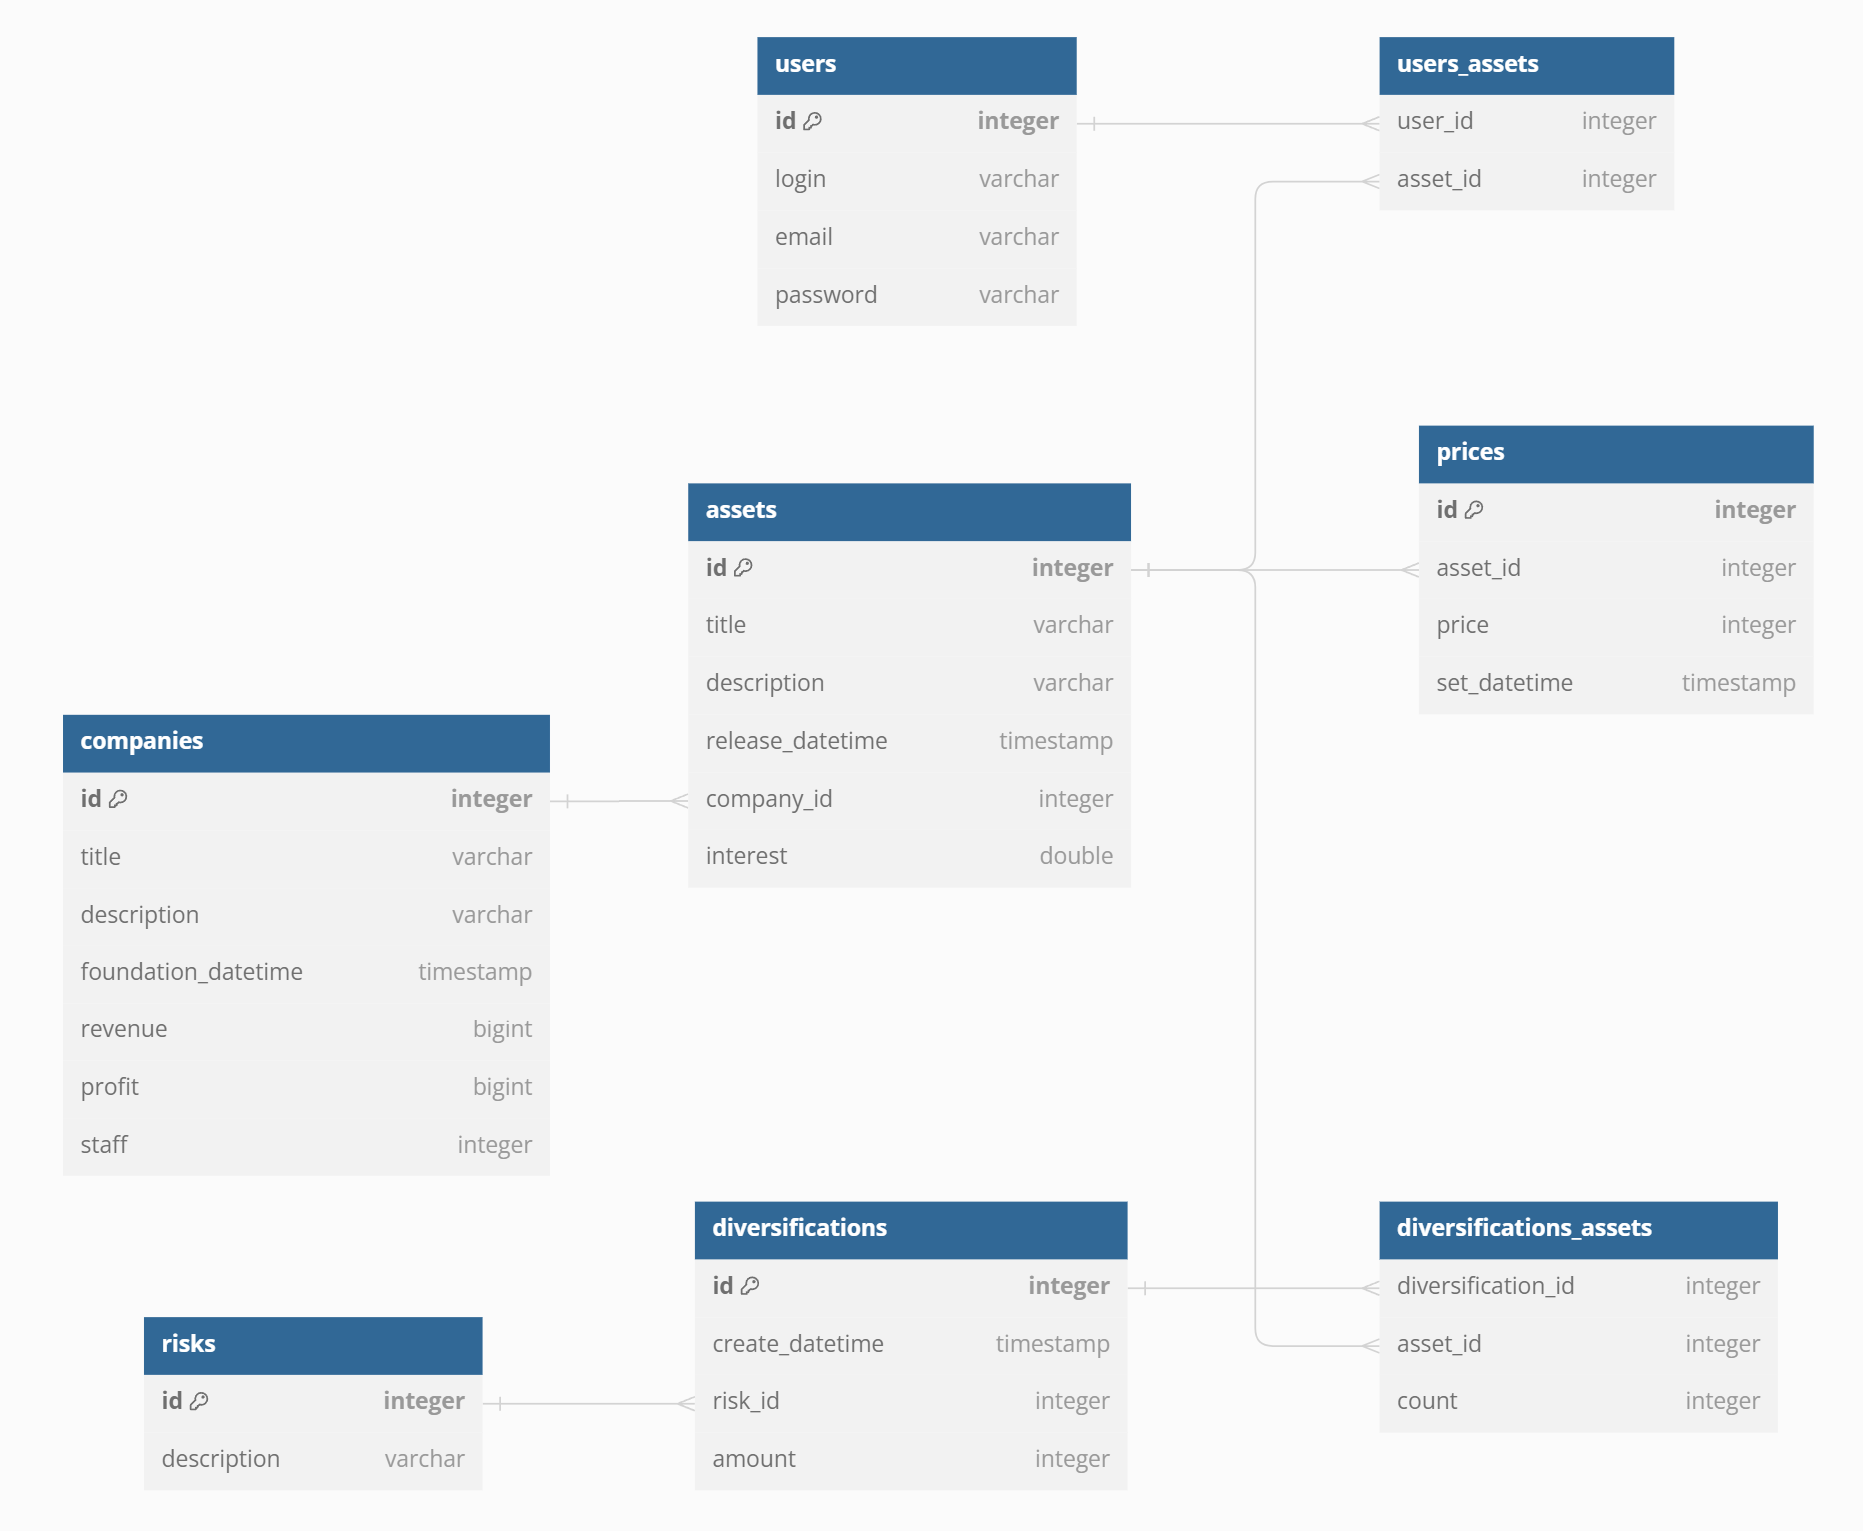 users
id integer
login varchar
email varchar
password varchar
users_assets
user_id integer
asset_id integer
prices
id integer
asset_id integer
price integer
set_datetime timestamp
assets
id integer
title varchar
description varchar
release_datetime timestamp
company_id integer
interest double
companies
id integer
title varchar
description varchar
foundation_datetime timestamp
revenue bigint
profit bigint
staff integer
diversifications
id integer
create_datetime timestamp
risk_id integer
amount integer
diversifications_assets
diversification_id integer
asset_id integer
count integer
risks
id integer
description varchar